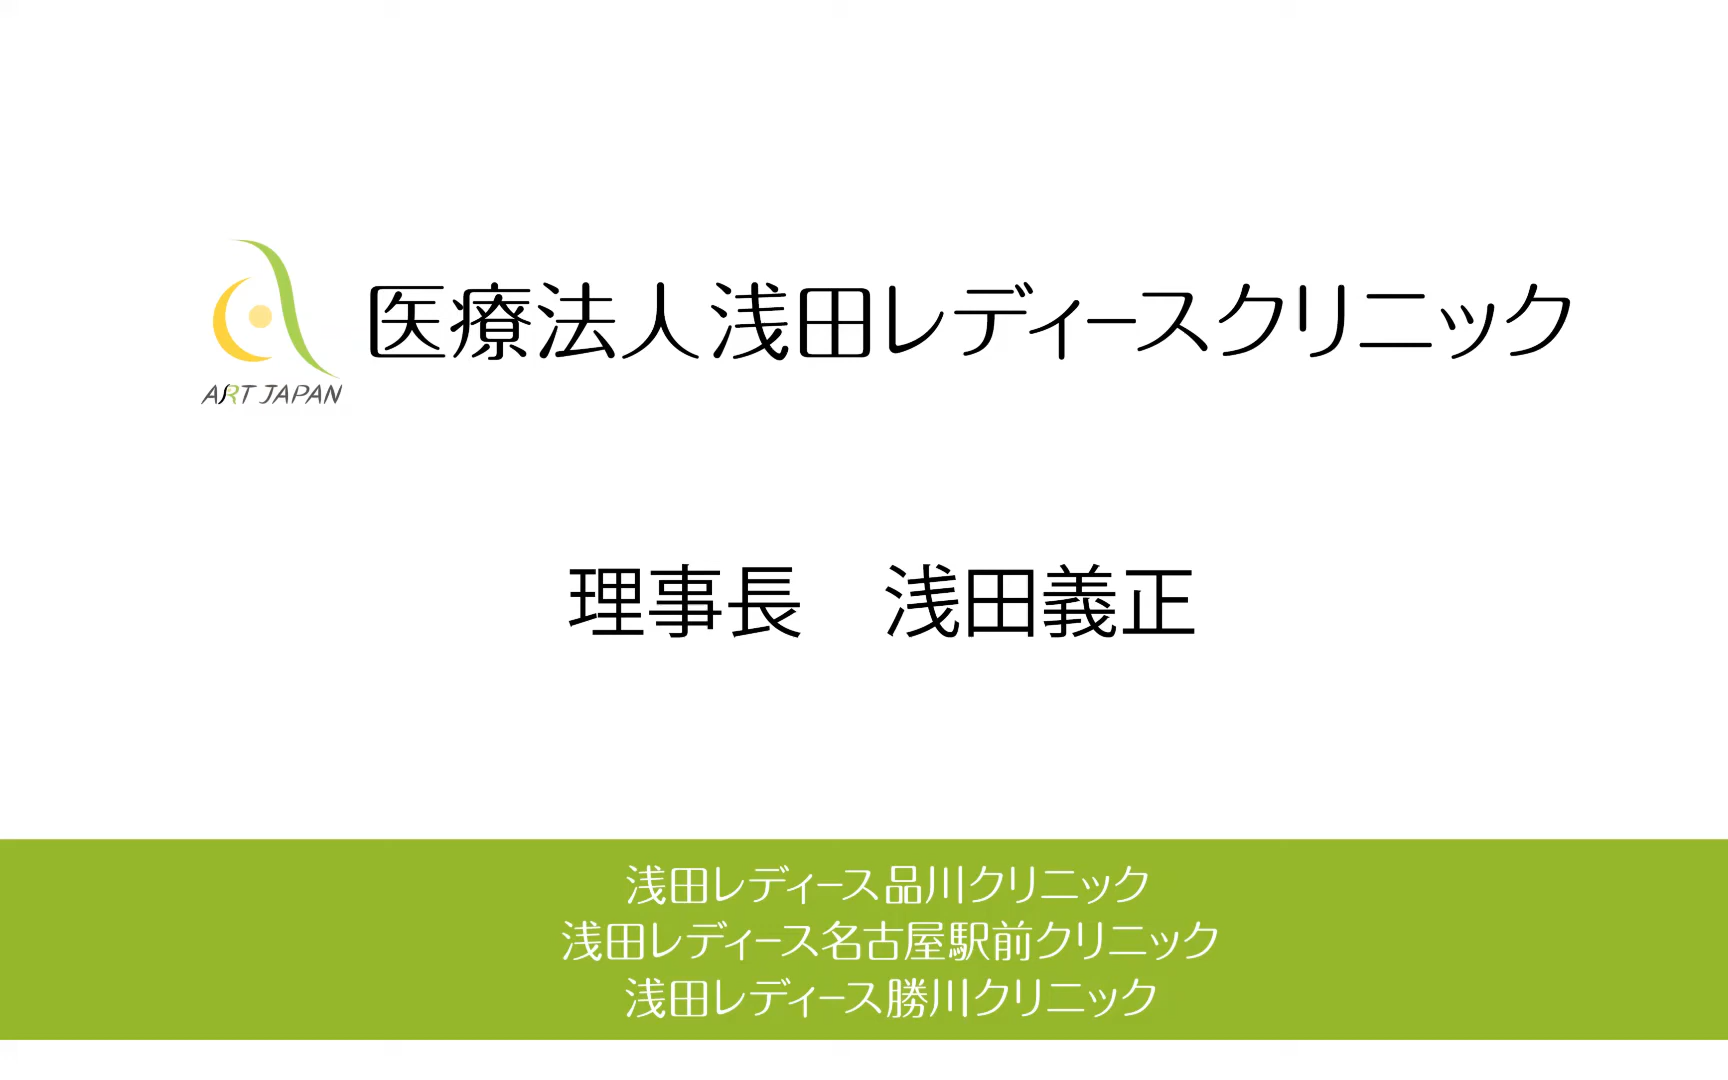 医療法人浅田レディースクリニック
ART JAPAN
理事長　浅田義正
浅田レディース品川クリニック
浅田レディース名古屋駅前クリニック
浅田レディース勝川クリニック